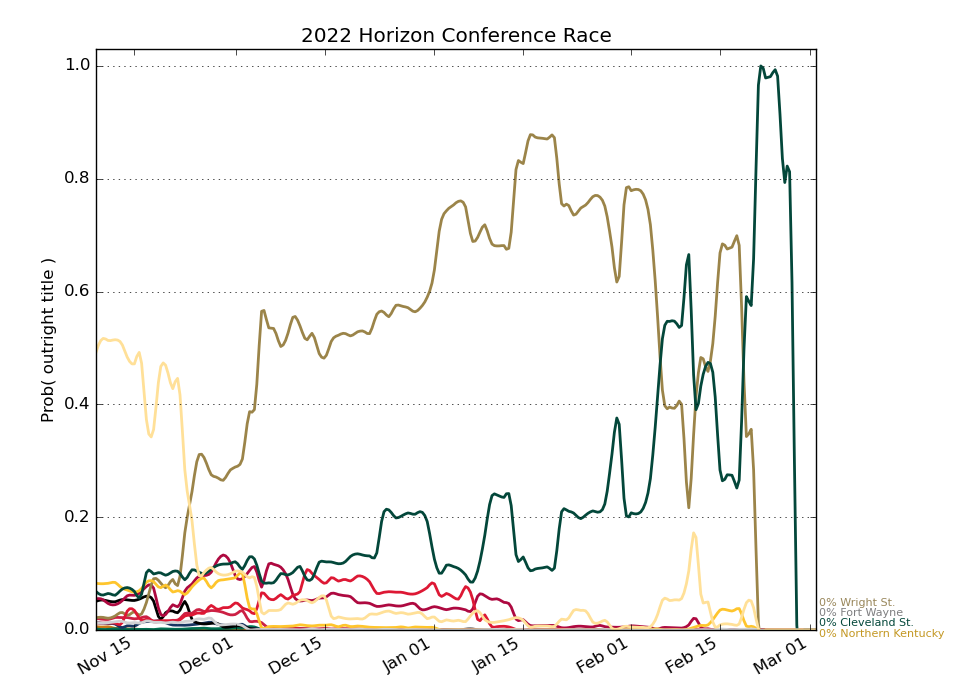 2022 Horizon Conference Race
Prob( outright title )
1.0
0.8
0.6
0.4
0.2
0.0
Nov 15
Dec 01
Dec 15
Jan 01
Jan 15
Feb 01
Feb 15
Mar 01
0% Wright St.
0% Fort Wayne
0% Cleveland St.
0% Northern Kentucky